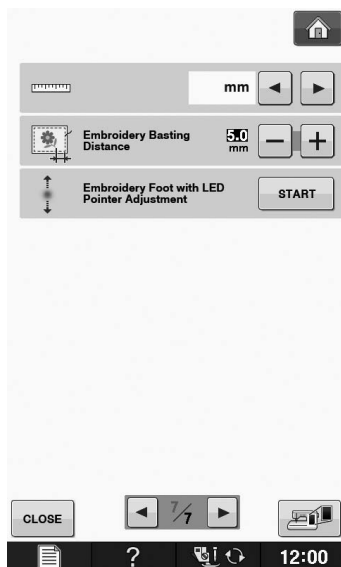 mm
Embroidery Basting
Distance
5.0
mm
Embroidery Foot with LED
Pointer Adjustment
START
CLOSE
7/7
?
12:00